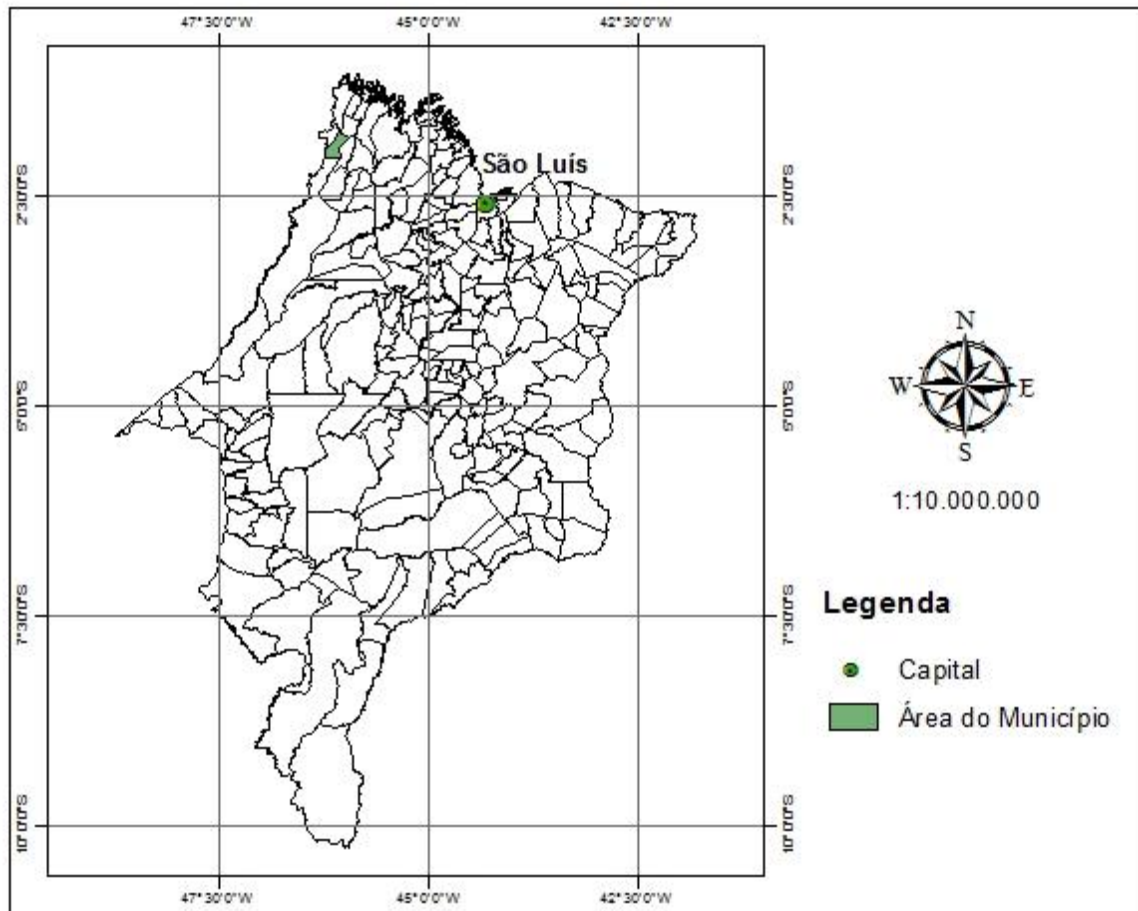 47°30'0"W 45°0'0"W 42°30'0"W
São Luís
2°30'0"S 2°30'0"S
5°0'0"S 5°0'0"S
7°30'0"S 7°30'0"S
10°0'0"S 10°0'0"S
47°30'0"W 45°0'0"W 42°30'0"W
N
W E
S
1:10.000.000
Legenda
Capital
Área do Município